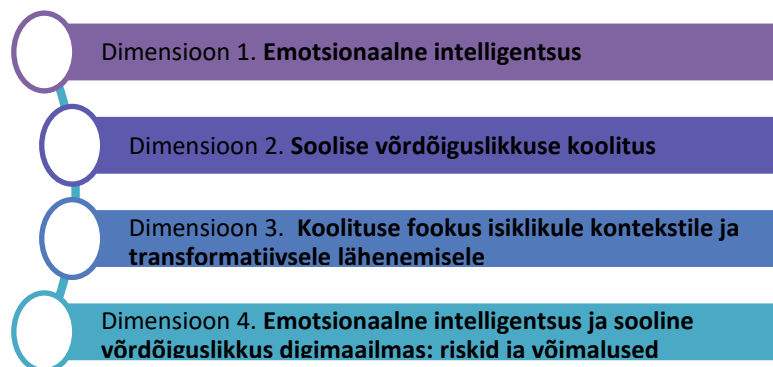 Dimensioon 1. Emotsionaalne intelligentsus
Dimensioon 2. Soolise võrdõiguslikkuse koolitus
Dimensioon 3.  Koolituse fookus isiklikule kontekstile ja
transformatiivsele lähenemisele
Dimensioon 4. Emotsionaalne intelligentsus ja sooline
võrdõiguslikkus digimaailmas: riskid ja võimalused